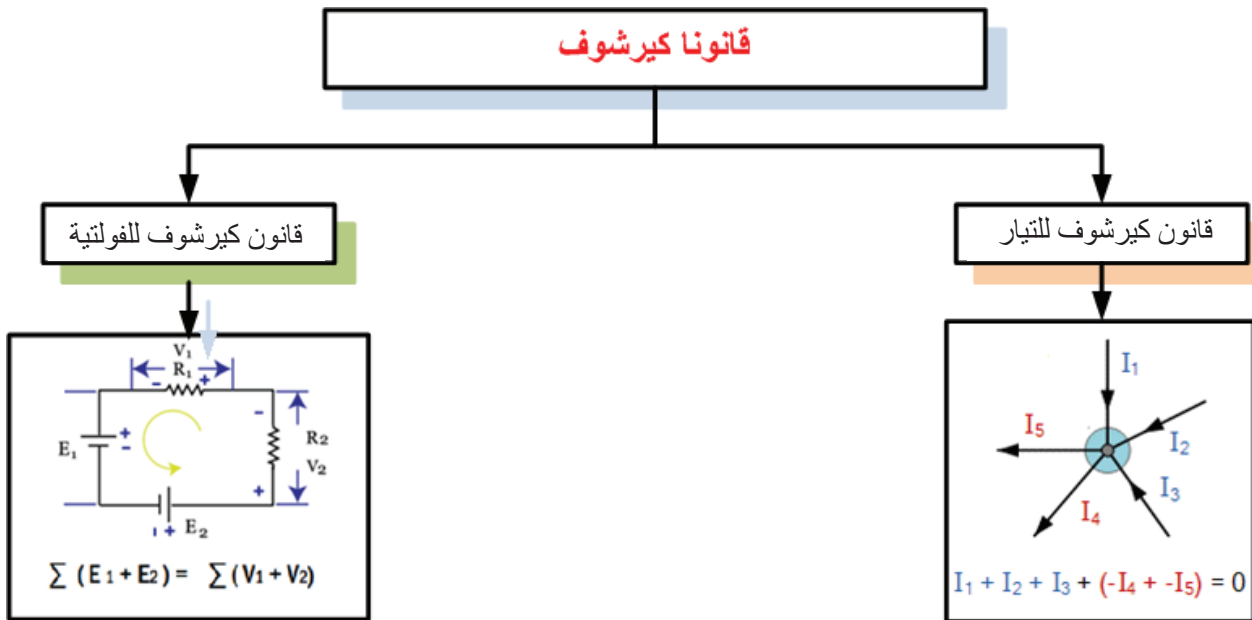 قانونا كيرشوف
قانون كيرشوف للتيار
قانون كيرشوف للفولتية
I₁
I₂
I₃
I₄
I₅
I₁ + I₂ + I₃ + (-I₄ + -I₅) = 0
V₁
R₁
- +
-
R2
V₂
+
E₁
+
-
- +
E₂
∑ (E₁ + E₂) = ∑ (V₁ + V₂)